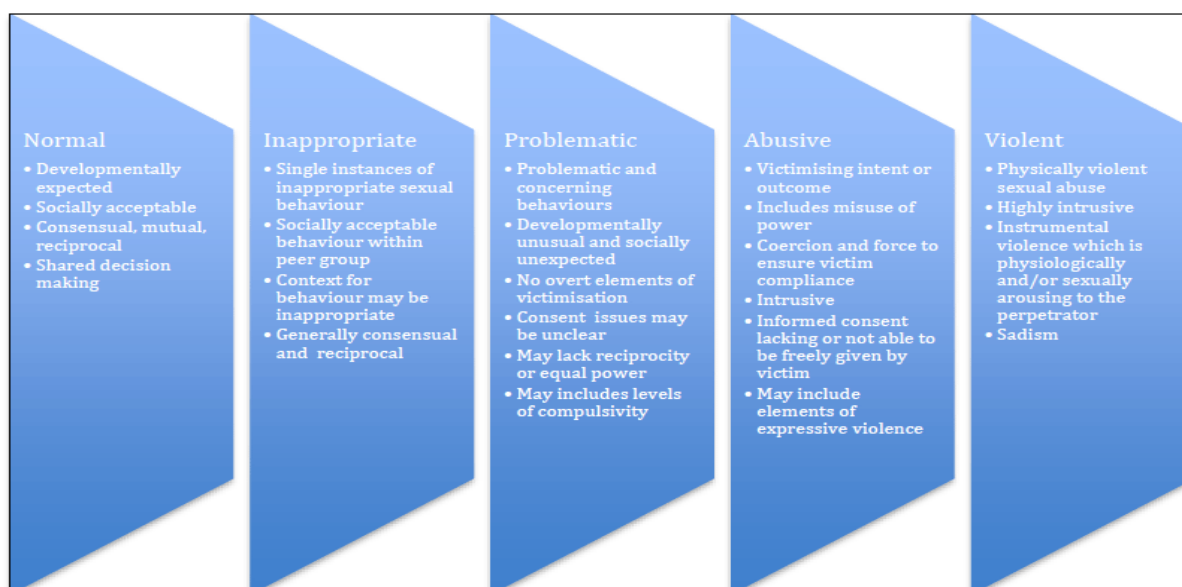 Normal
• Developmentally
expected
• Socially acceptable
• Consensual, mutual,
reciprocal
• Shared decision
making
Inappropriate
• Single instances of
inappropriate sexual
behaviour
• Socially acceptable
behaviour within
peer group
• Context for
behaviour may be
inappropriate
• Generally consensual
and reciprocal
Problematic
• Problematic and
concerning
behaviours
• Developmentally
unusual and socially
unexpected
• No overt elements of
victimisation
• Consent issues may
be unclear
• May lack reciprocity
or equal power
• May includes levels
of compulsivity
Abusive
• Victimising intent or
outcome
• Includes misuse of
power
• Coercion and force to
ensure victim
compliance
• Intrusive
• Informed consent
lacking or not able to
be freely given by
victim
• May include
elements of
expressive violence
Violent
• Physically violent
sexual abuse
• Highly intrusive
• Instrumental
violence which is
physiologically
and/or sexually
arousing to the
perpetrator
• Sadism